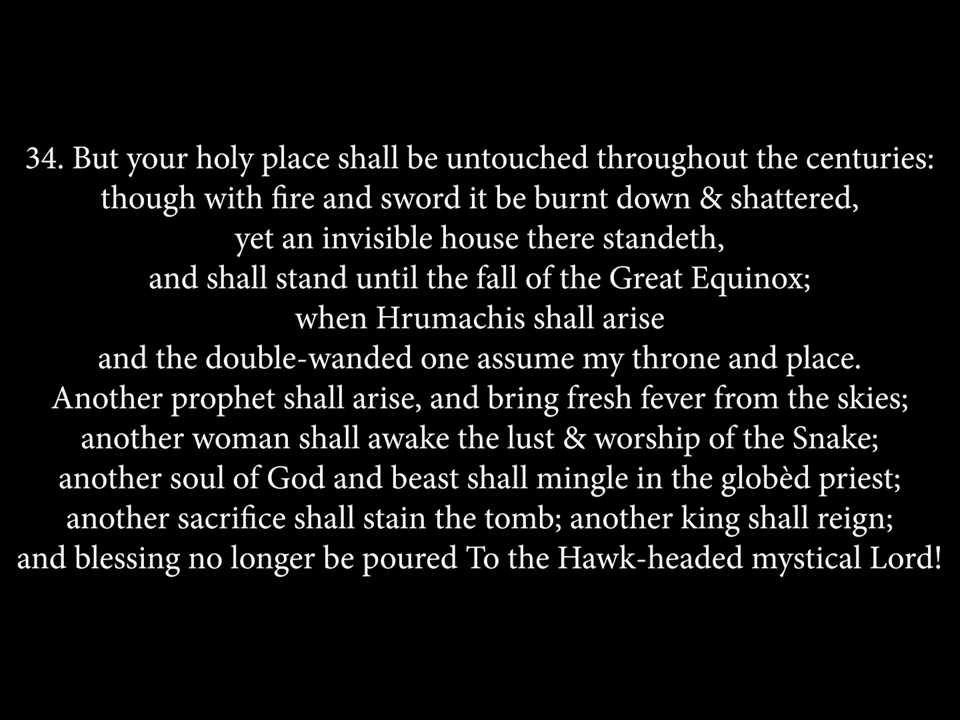 34. But your holy place shall be untouched throughout the centuries:
though with fire and sword it be burnt down & shattered,
yet an invisible house there standeth,
and shall stand until the fall of the Great Equinox;
when Hrumachis shall arise
and the double-wanded one assume my throne and place.
Another prophet shall arise, and bring fresh fever from the skies;
another woman shall awake the lust & worship of the Snake;
another soul of God and beast shall mingle in the globèd priest;
another sacrifice shall stain the tomb; another king shall reign;
and blessing no longer be poured To the Hawk-headed mystical Lord!